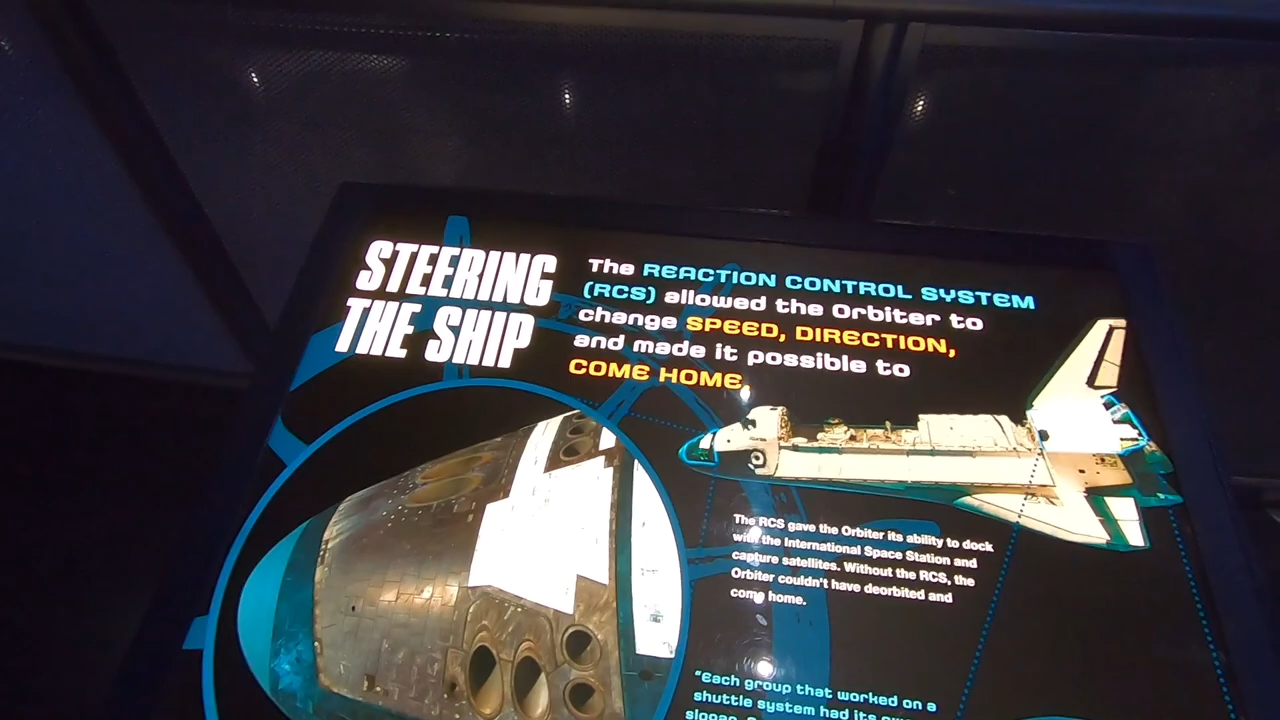 STEERING
THE SHIP
The REACTION CONTROL SYSTEM
(RCS) allowed the Orbiter to
change SPEED, DIRECTION,
and made it possible to
COME HOME.
The RCS gave the Orbiter its ability to dock
with the International Space Station and
capture satellites. Without the RCS, the
Orbiter couldn't have deorbited and
come home.
"Each group that worked on a
shuttle system had its